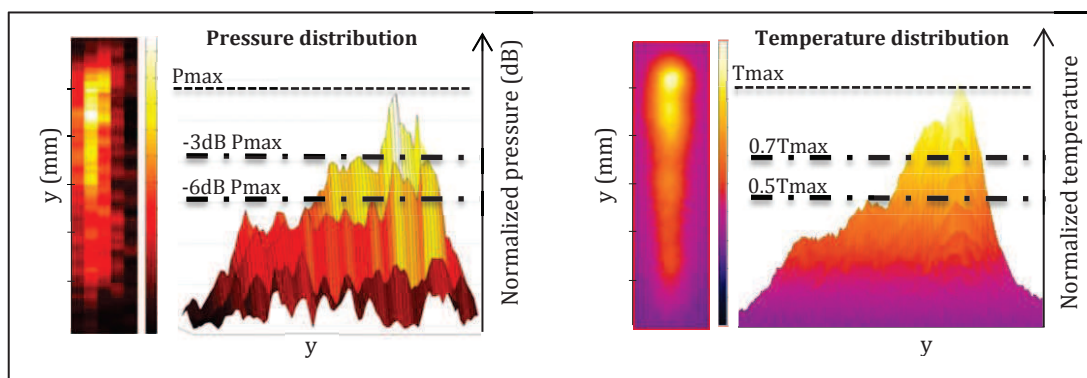 Pressure distribution
Pmax
-3dB Pmax
-6dB Pmax
y (mm)
y
Normalized pressure (dB)
Temperature distribution
Tmax
0.7Tmax
0.5Tmax
y (mm)
y
Normalized temperature